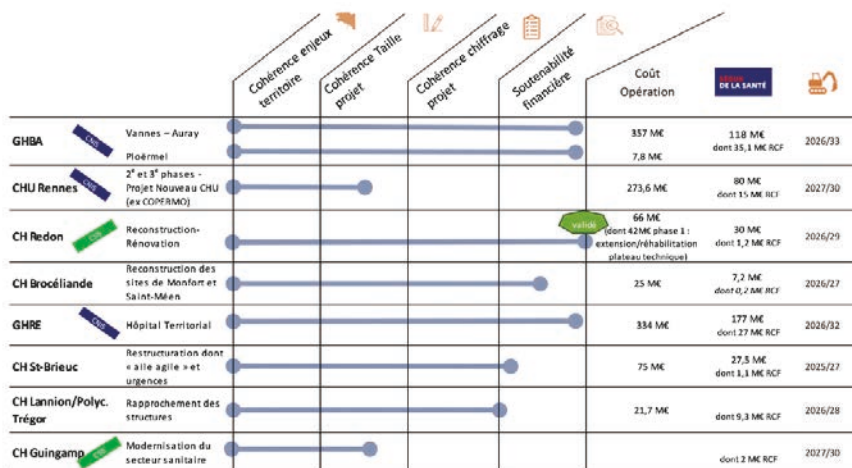 Cohérence enjeux
territoire
Cohérence Taille
projet
Cohérence chiffrage
projet
Soutenabilité
financière
Coût
Opération
SÉGUR
DE LA SANTÉ
GHBA
CNIS
Vannes – Auray
357 M€
118 M€
dont 35,1 M€ RCF
2026/33
Ploërmel
7,8 M€
CHU Rennes
CNIS
2e et 3e phases -
Projet Nouveau CHU
(ex COPERMO)
273,6 M€
80 M€
dont 15 M€ RCF
2027/30
CH Redon
Reconstruction-
Rénovation
validé
66 M€
(dont 42M€ phase 1 :
extension/réhabilitation
plateau technique)
30 M€
dont 1,2 M€ RCF
2026/29
CH Brocéliande
Reconstruction des
sites de Monfort et
Saint-Méen
25 M€
7,2 M€
dont 0,2 M€ RCF
2026/27
GHRE
CNIS
Hôpital Territorial
334 M€
177 M€
dont 27 M€ RCF
2026/32
CH St-Brieuc
Restructuration dont
« aile agile » et
urgences
75 M€
27,5 M€
dont 1,1 M€ RCF
2025/27
CH Lannion/Polyc.
Trégor
Rapprochement des
structures
21,7 M€
dont 9,3 M€ RCF
2026/28
CH Guingamp
Modernisation du
secteur sanitaire
dont 2 M€ RCF
2027/30